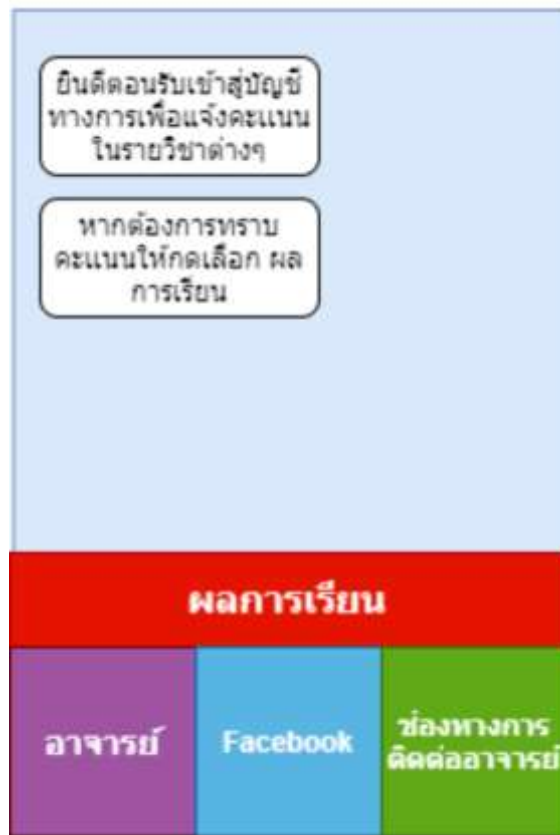 ยินดีตอนรับเข้าสู่บัญชี
ทางการเพื่อแจ้งคะแนน
ในรายวิชาต่างๆ
หากต้องการทราบ
คะแนนให้กดเลือก ผล
การเรียน
ผลการเรียน
อาจารย์
Facebook
ช่องทางการ
ติดต่ออาจารย์